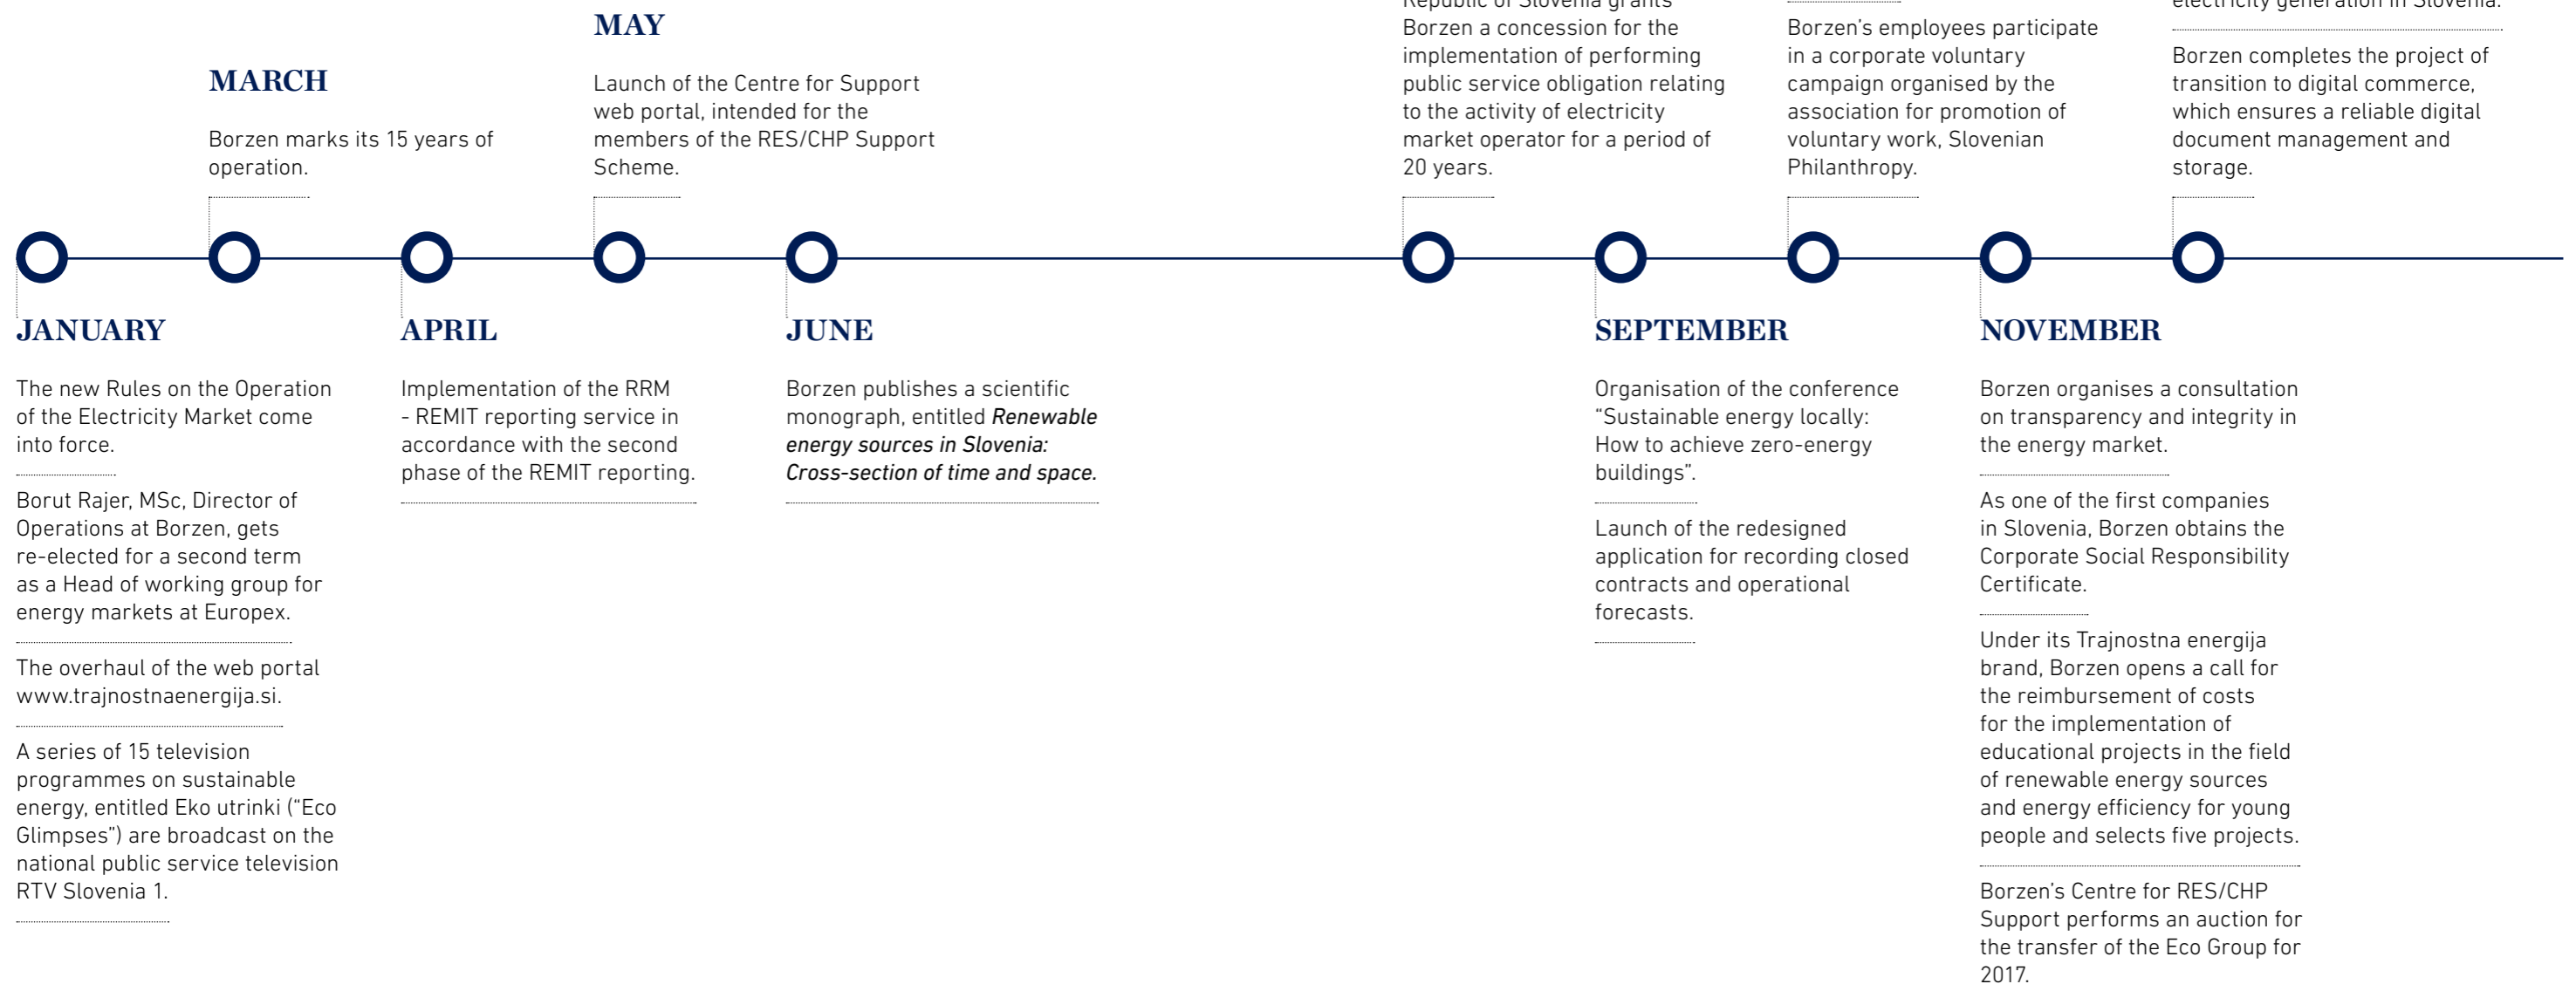 MAY
Launch of the Centre for Support
web portal, intended for the
members of the RES/CHP Support
Scheme.
MARCH
Borzen marks its 15 years of
operation.
Republic of Slovenia grants
Borzen a concession for the
implementation of performing
public service obligation relating
to the activity of electricity
market operator for a period of
20 years.
Borzen's employees participate
in a corporate voluntary
campaign organised by the
association for promotion of
voluntary work, Slovenian
Philanthropy.
electricity generation in Slovenia.
Borzen completes the project of
transition to digital commerce,
which ensures a reliable digital
document management and
storage.
JANUARY
The new Rules on the Operation
of the Electricity Market come
into force.
Borut Rajer, MSc, Director of
Operations at Borzen, gets
re-elected for a second term
as a Head of working group for
energy markets at Europex.
The overhaul of the web portal
www.trajnostnaenergija.si.
A series of 15 television
programmes on sustainable
energy, entitled Eko utrinki (“Eco
Glimpses”) are broadcast on the
national public service television
RTV Slovenia 1.
APRIL
Implementation of the RRM
- REMIT reporting service in
accordance with the second
phase of the REMIT reporting.
JUNE
Borzen publishes a scientific
monograph, entitled Renewable
energy sources in Slovenia:
Cross-section of time and space.
SEPTEMBER
Organisation of the conference
“Sustainable energy locally:
How to achieve zero-energy
buildings”.
Launch of the redesigned
application for recording closed
contracts and operational
forecasts.
NOVEMBER
Borzen organises a consultation
on transparency and integrity in
the energy market.
As one of the first companies
in Slovenia, Borzen obtains the
Corporate Social Responsibility
Certificate.
Under its Trajnostna energija
brand, Borzen opens a call for
the reimbursement of costs
for the implementation of
educational projects in the field
of renewable energy sources
and energy efficiency for young
people and selects five projects.
Borzen's Centre for RES/CHP
Support performs an auction for
the transfer of the Eco Group for
2017.